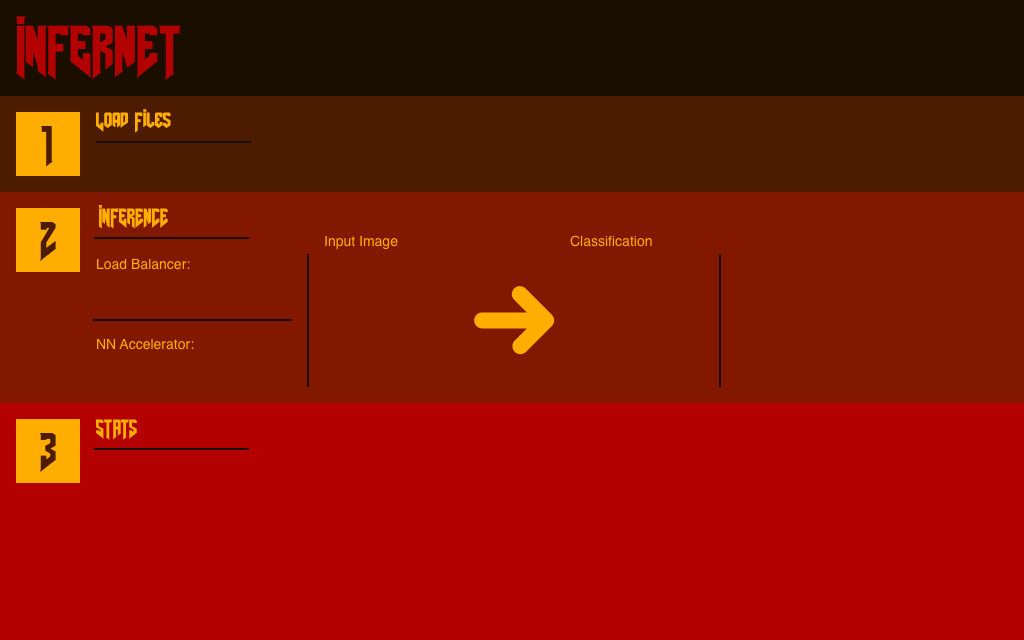 INFERNET
1
LOAD FILES
2
INFERENCE
Input Image
Classification
Load Balancer:
NN Accelerator:
3
STATS